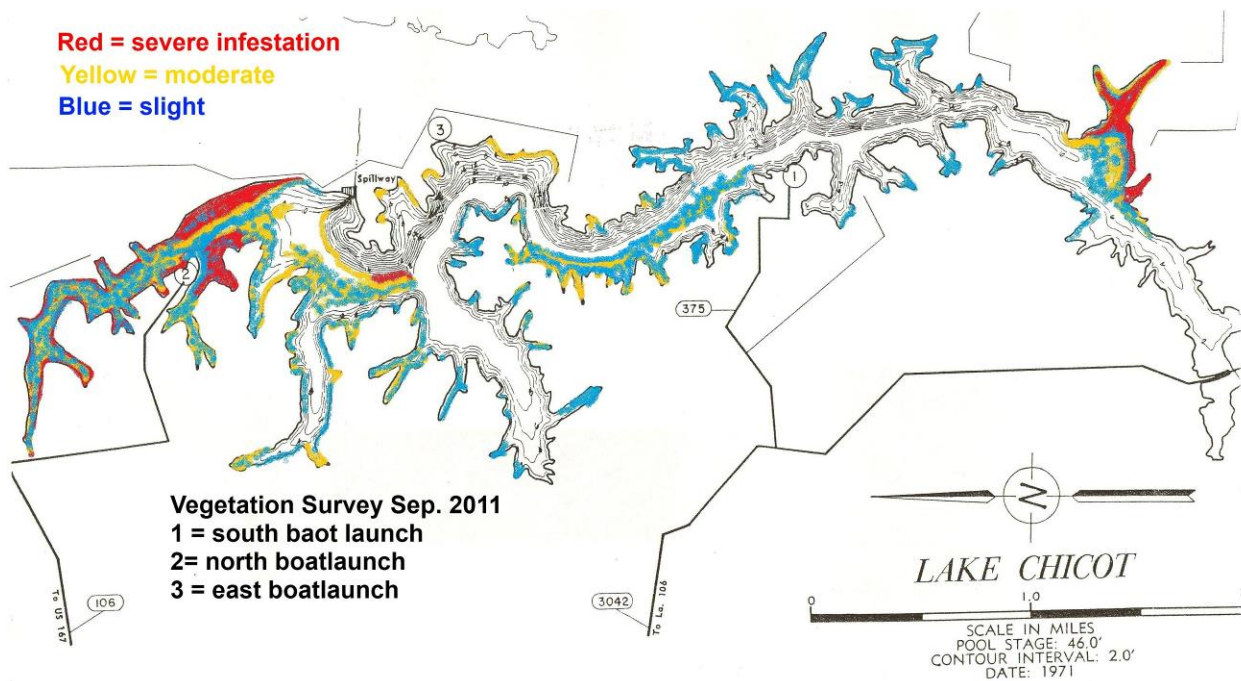 Red = severe infestation
Yellow = moderate
Blue = slight
3
Spillway
1
2
375
Vegetation Survey Sep. 2011
1 = south baot launch
2= north boatlaunch
3 = east boatlaunch
N
LAKE CHICOT
To US 167
106
3042
To La. 106
0
1.0
SCALE IN MILES
POOL STAGE: 46.0'
CONTOUR INTERVAL: 2.0'
DATE: 1971